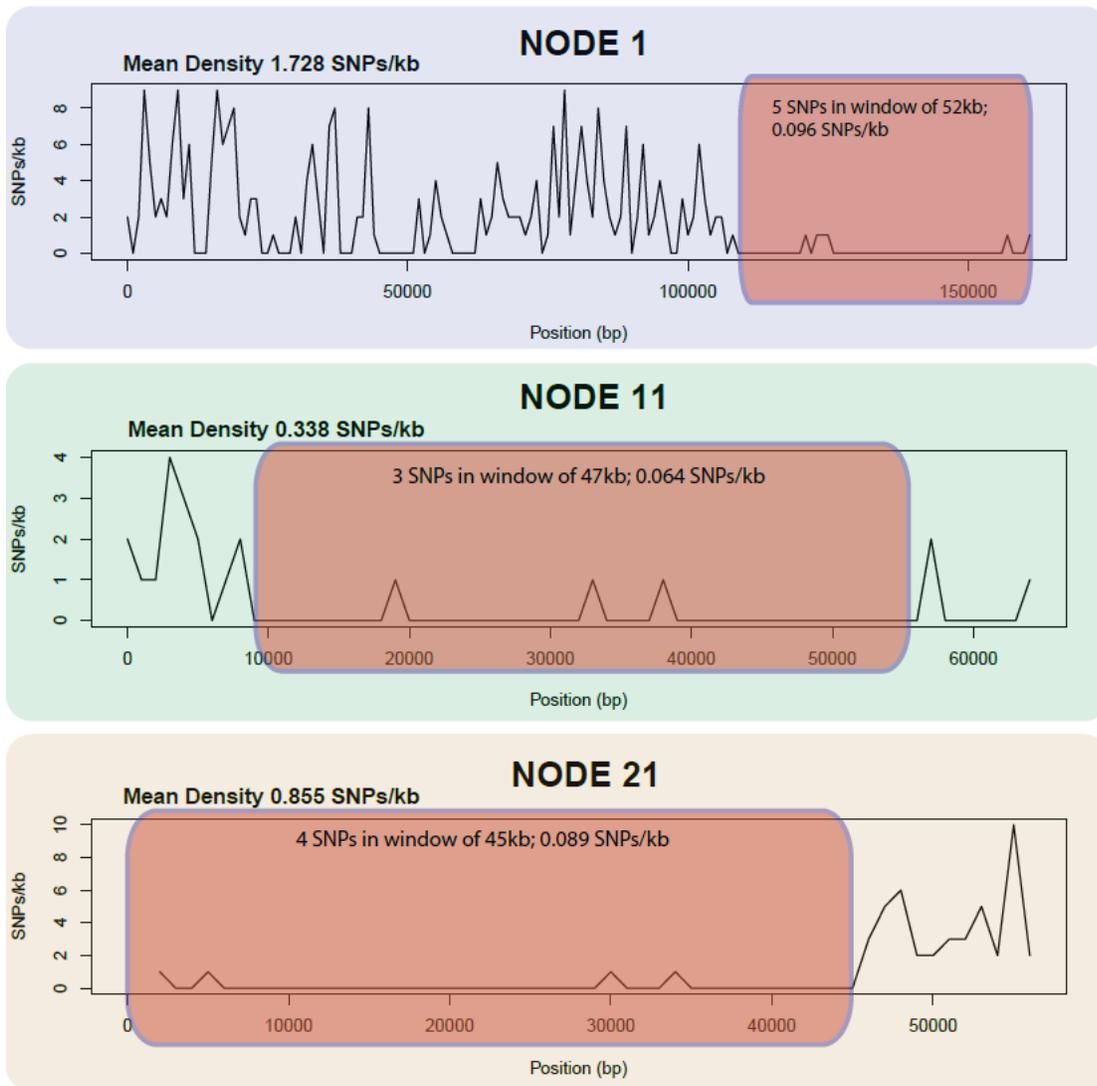 NODE 1
Mean Density 1.728 SNPs/kb
5 SNPs in window of 52kb;
0.096 SNPs/kb
SNPs/kb
8
6
4
2
0
0 50000 100000 150000
Position (bp)
NODE 11
Mean Density 0.338 SNPs/kb
3 SNPs in window of 47kb; 0.064 SNPs/kb
SNPs/kb
4
3
2
1
0
0 10000 20000 30000 40000 50000 60000
Position (bp)
NODE 21
Mean Density 0.855 SNPs/kb
4 SNPs in window of 45kb; 0.089 SNPs/kb
SNPs/kb
10
8
6
4
2
0
0 10000 20000 30000 40000 50000
Position (bp)